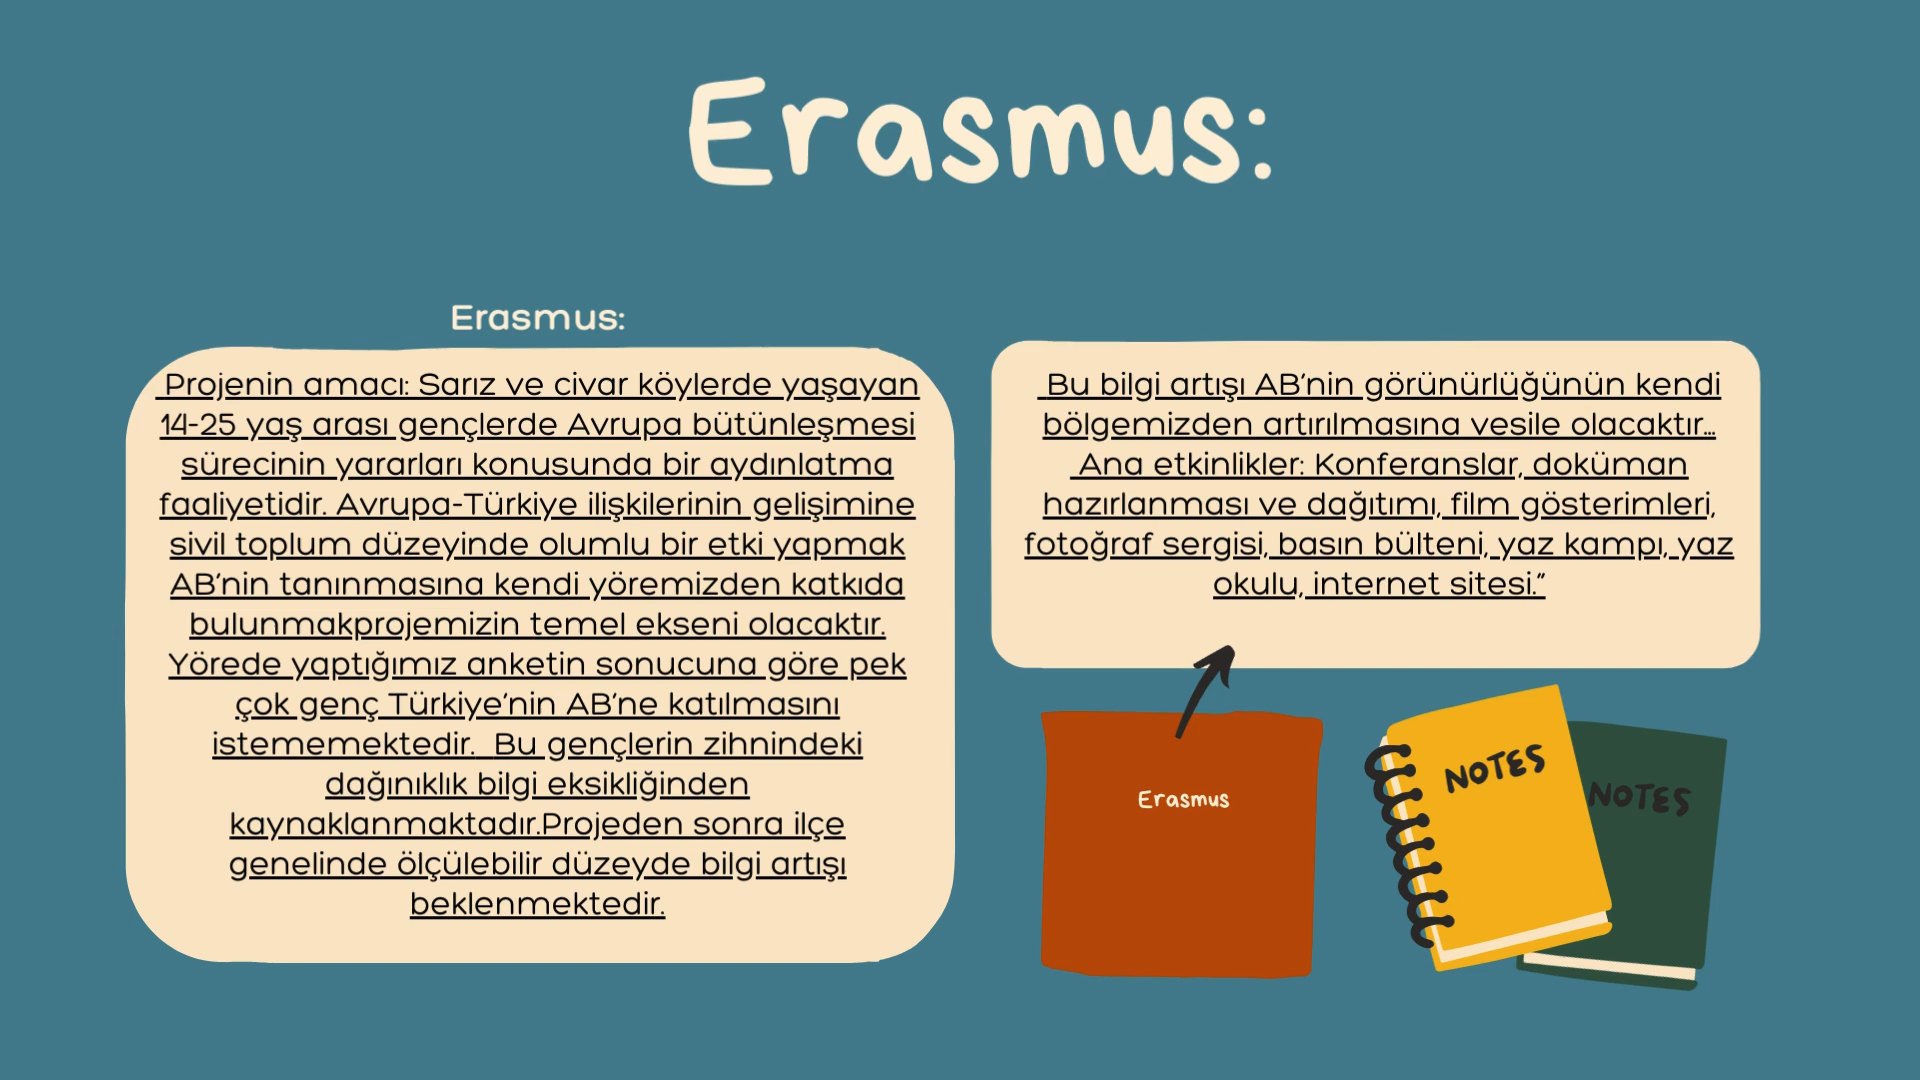 Erasmus:
Erasmus:
Projenin amacı: Sarız ve civar köylerde yaşayan
14-25 yaş arası gençlerde Avrupa bütünleşmesi
sürecinin yararları konusunda bir aydınlatma
faaliyetidir. Avrupa-Türkiye ilişkilerinin gelişimine
sivil toplum düzeyinde olumlu bir etki yapmak
AB’nin tanınmasına kendi yöremizden katkıda
bulunmakprojemizin temel ekseni olacaktır.
Yörede yaptığımız anketin sonucuna göre pek
çok genç Türkiye’nin AB’ne katılmasını
istememektedir.  Bu gençlerin zihnindeki
dağınıklık bilgi eksikliğinden
kaynaklanmaktadır.Projeden sonra ilçe
genelinde ölçülebilir düzeyde bilgi artışı
beklenmektedir.
Bu bilgi artışı AB’nin görünürlüğünün kendi
bölgemizden artırılmasına vesile olacaktır…
Ana etkinlikler: Konferanslar, doküman
hazırlanması ve dağıtımı, film gösterimleri,
fotoğraf sergisi, basın bülteni, yaz kampı, yaz
okulu, internet sitesi.”
Erasmus
NOTES
NOTES